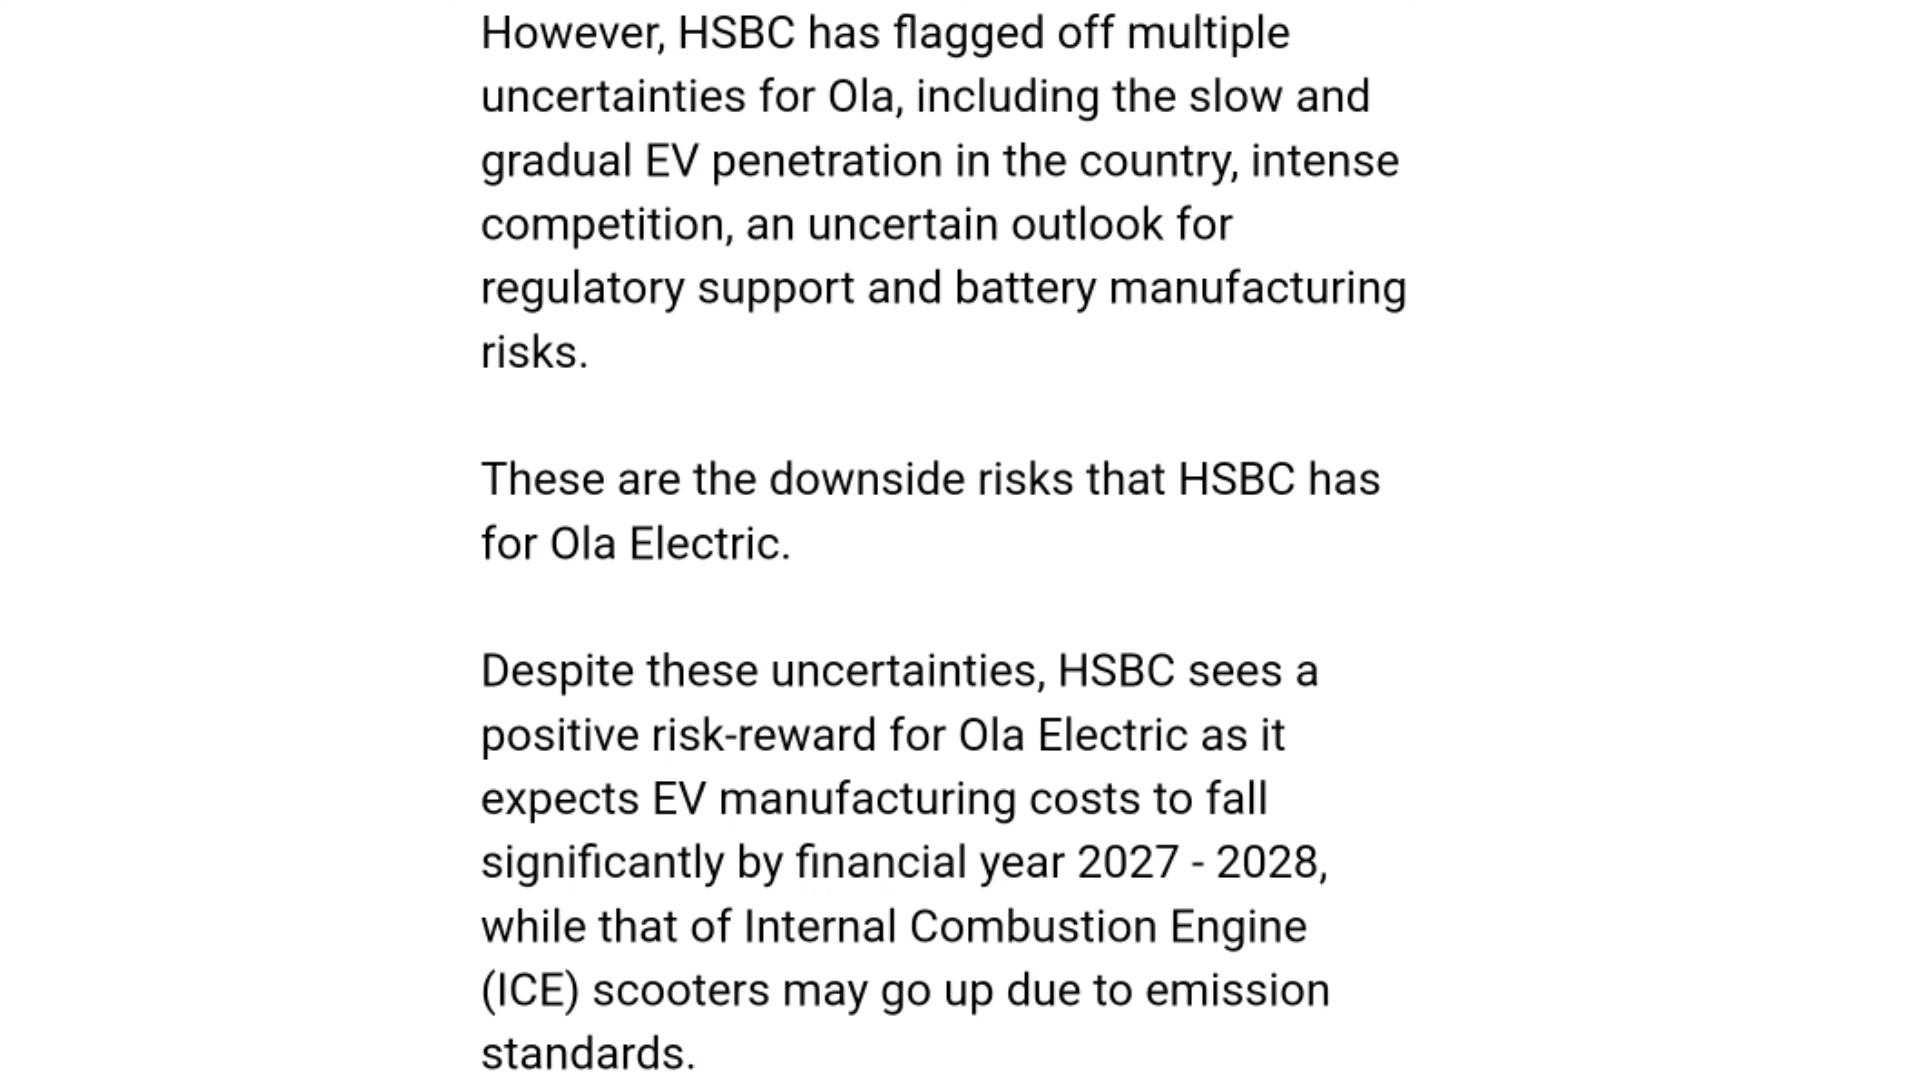 However, HSBC has flagged off multiple
uncertainties for Ola, including the slow and
gradual EV penetration in the country, intense
competition, an uncertain outlook for
regulatory support and battery manufacturing
risks.
These are the downside risks that HSBC has
for Ola Electric.
Despite these uncertainties, HSBC sees a
positive risk-reward for Ola Electric as it
expects EV manufacturing costs to fall
significantly by financial year 2027 - 2028,
while that of Internal Combustion Engine
(ICE) scooters may go up due to emission
standards.